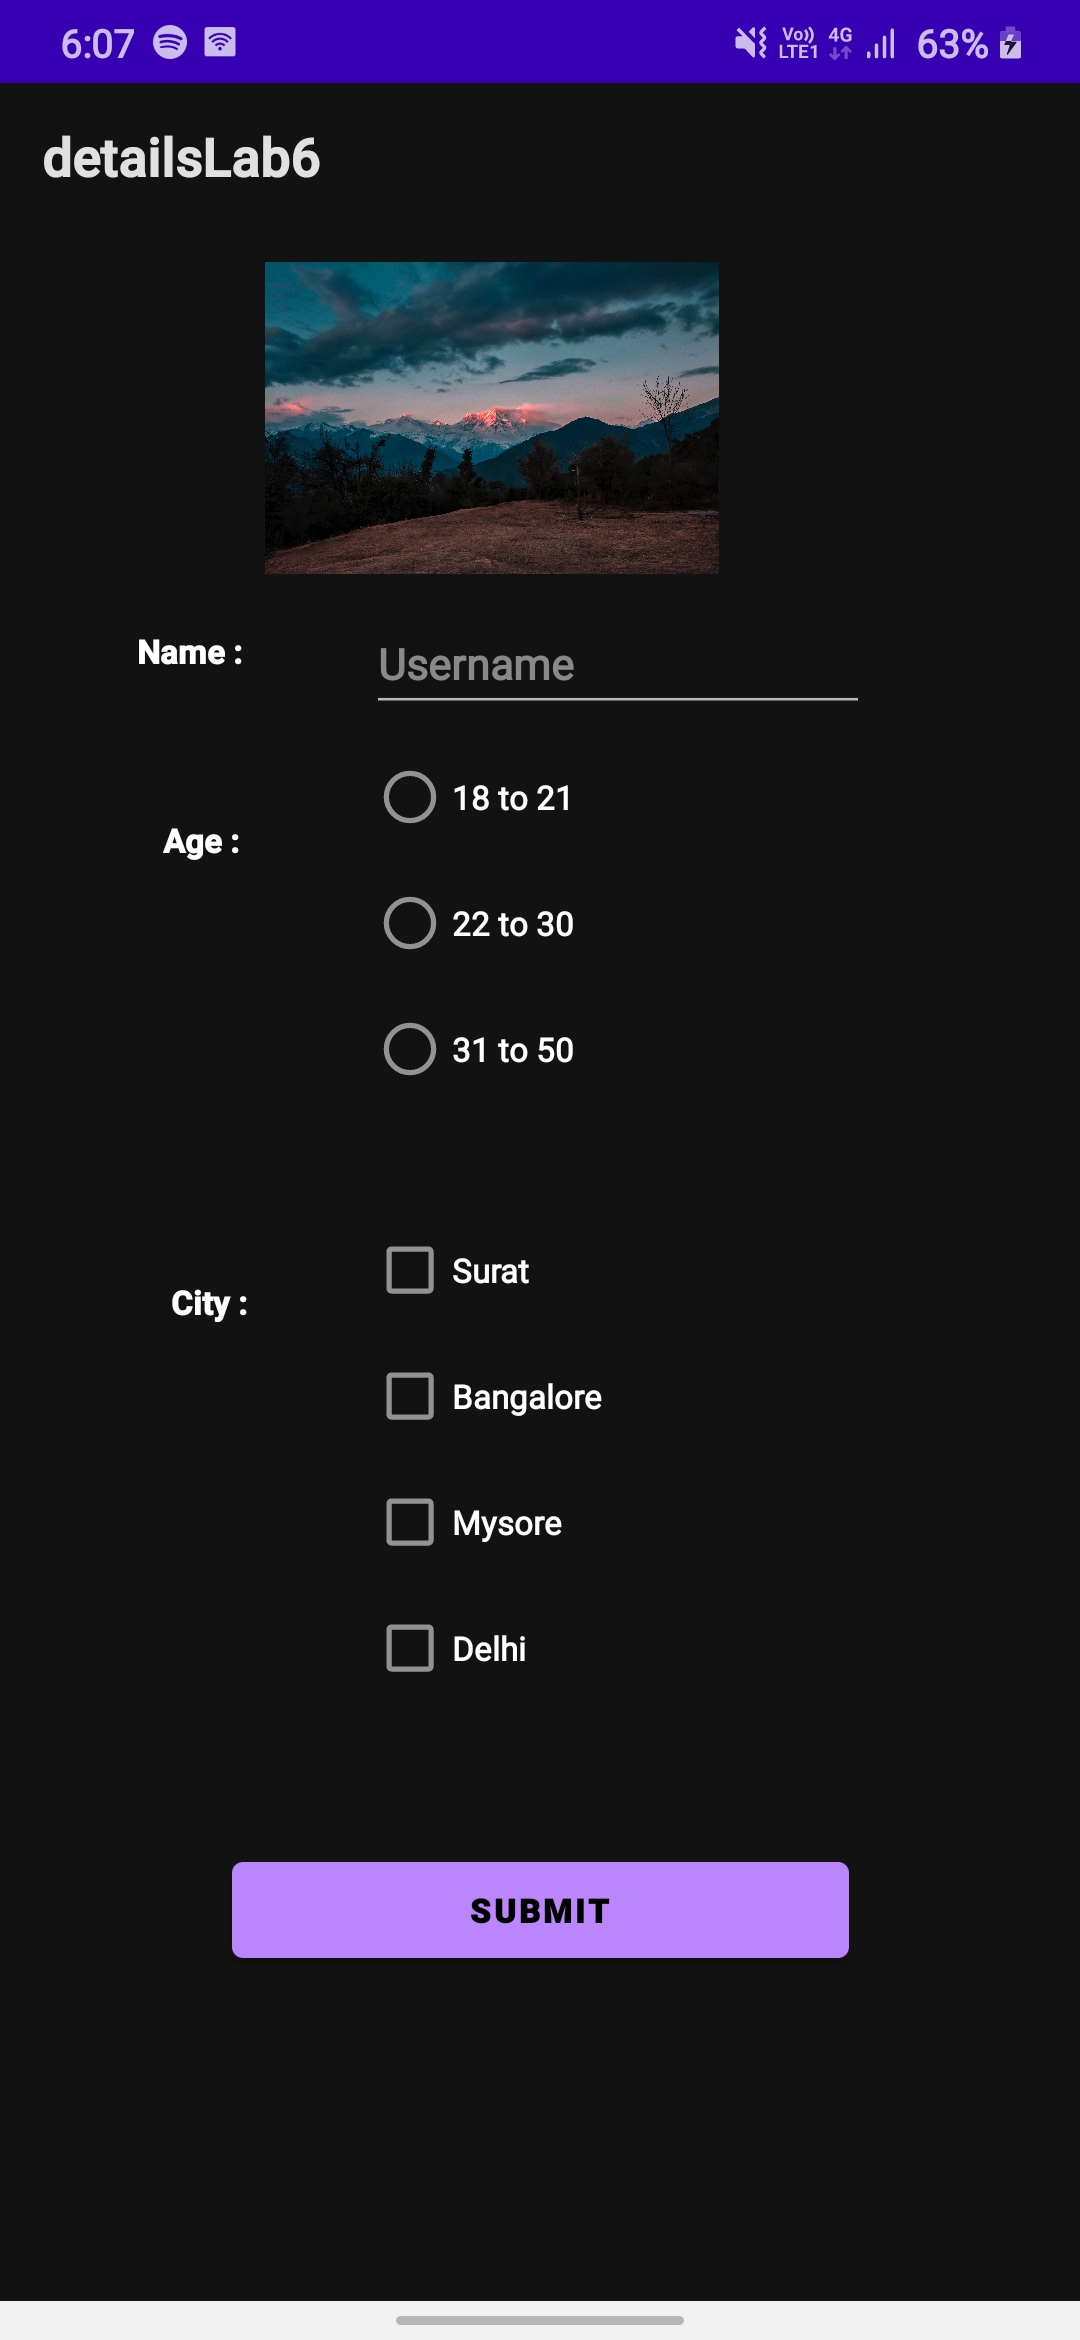 6:07 Vo)) LTE1 4G 63%
detailsLab6
Name :
Username
Age :
18 to 21
22 to 30
31 to 50
City :
Surat
Bangalore
Mysore
Delhi
SUBMIT